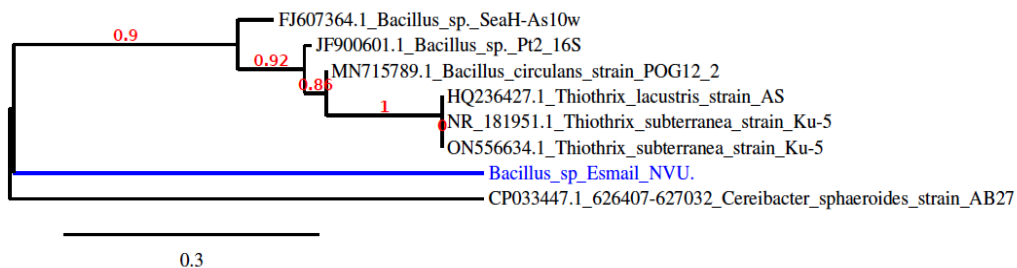 FJ607364.1_Bacillus_sp._SeaH-As10w
0.9
JF900601.1_Bacillus_sp._Pt2_16S
0.92
MN715789.1_Bacillus_circulans_strain_POG12_2
0.86
HQ236427.1_Thiothrix_lacustris_strain_AS
1
NR_181951.1_Thiothrix_subterranea_strain_Ku-5
0
ON556634.1_Thiothrix_subterranea_strain_Ku-5
Bacillus_sp_Esmail_NVU.
CP033447.1_626407-627032_Cereibacter_sphaeroides_strain_AB27
0.3